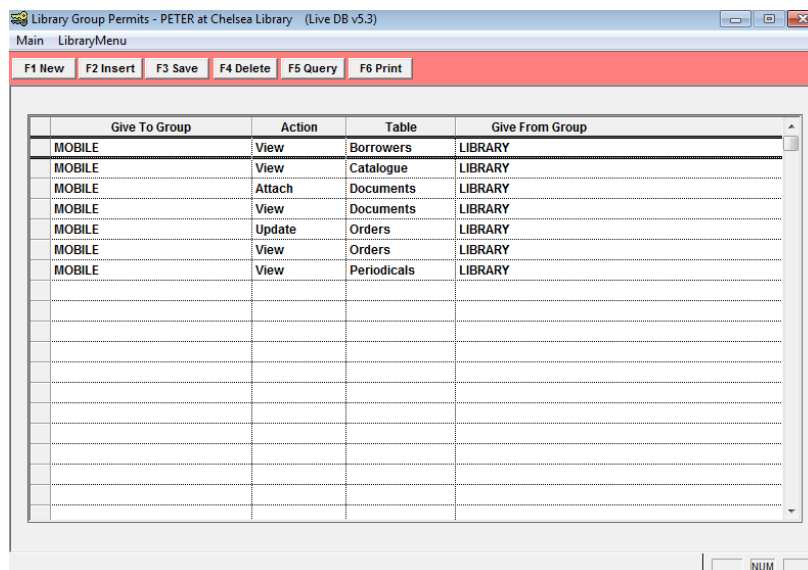 Library Group Permits - PETER at Chelsea Library (Live DB v5.3)
Main LibraryMenu
F1 New F2 Insert F3 Save F4 Delete F5 Query F6 Print
Give To Group Action Table Give From Group
MOBILE View Borrowers LIBRARY
MOBILE View Catalogue LIBRARY
MOBILE Attach Documents LIBRARY
MOBILE View Documents LIBRARY
MOBILE Update Orders LIBRARY
MOBILE View Orders LIBRARY
MOBILE View Periodicals LIBRARY
NUM